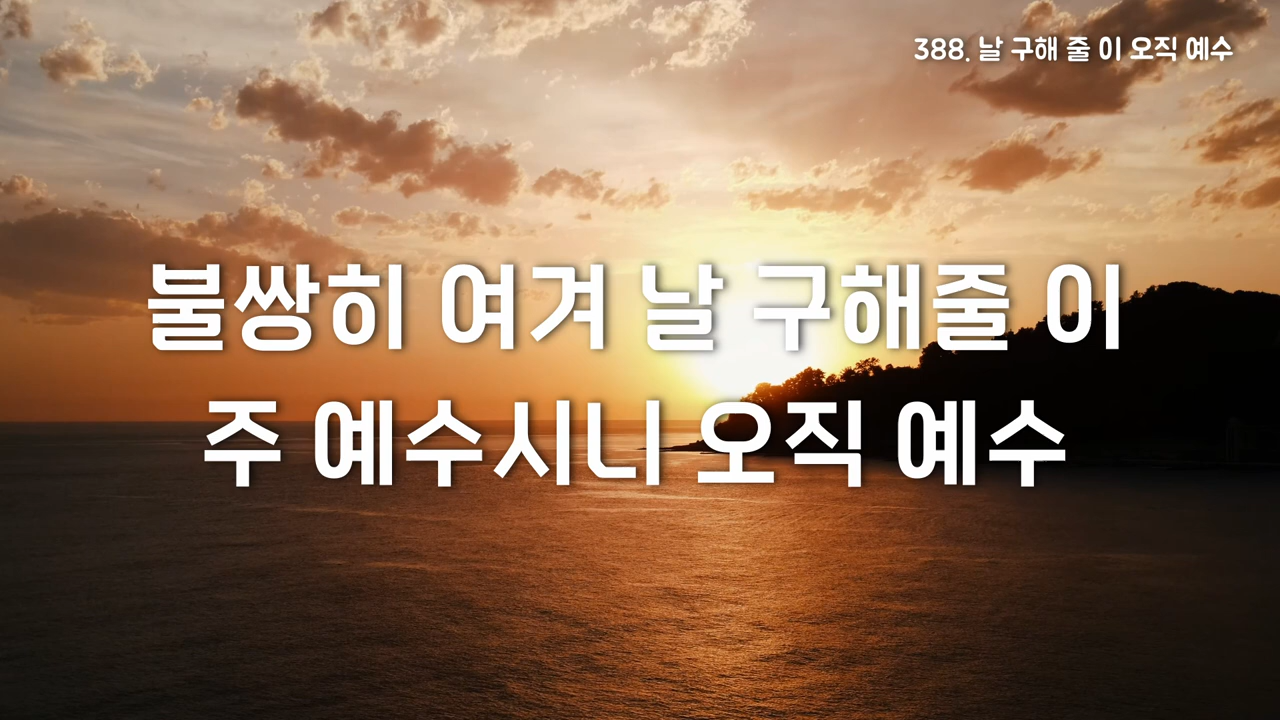 388. 날 구해 줄 이 오직 예수
불쌍히 여겨 날 구해줄 이
주 예수시니 오직 예수